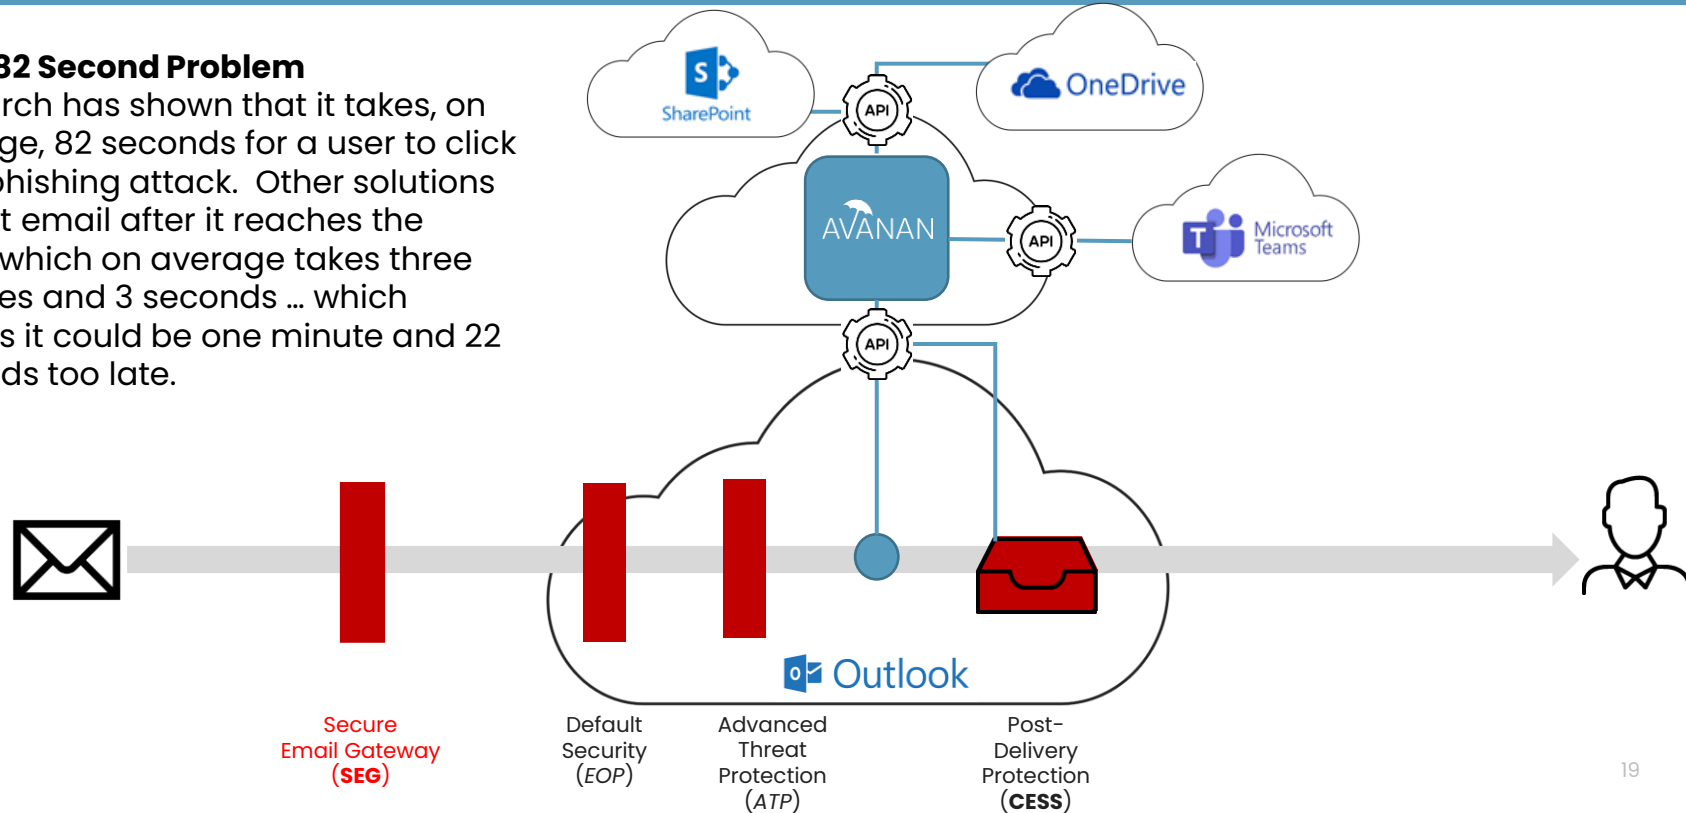 82 Second Problem
rch has shown that it takes, on
ge, 82 seconds for a user to click
phishing attack.  Other solutions
t email after it reaches the
which on average takes three
es and 3 seconds … which
s it could be one minute and 22
ds too late.
S
SharePoint
API
OneDrive
AVANAN
API
T
Microsoft
Teams
API
o
Outlook
Secure
Email Gateway
(SEG)
Default
Security
(EOP)
Advanced
Threat
Protection
(ATP)
Post-
Delivery
Protection
(CESS)
19